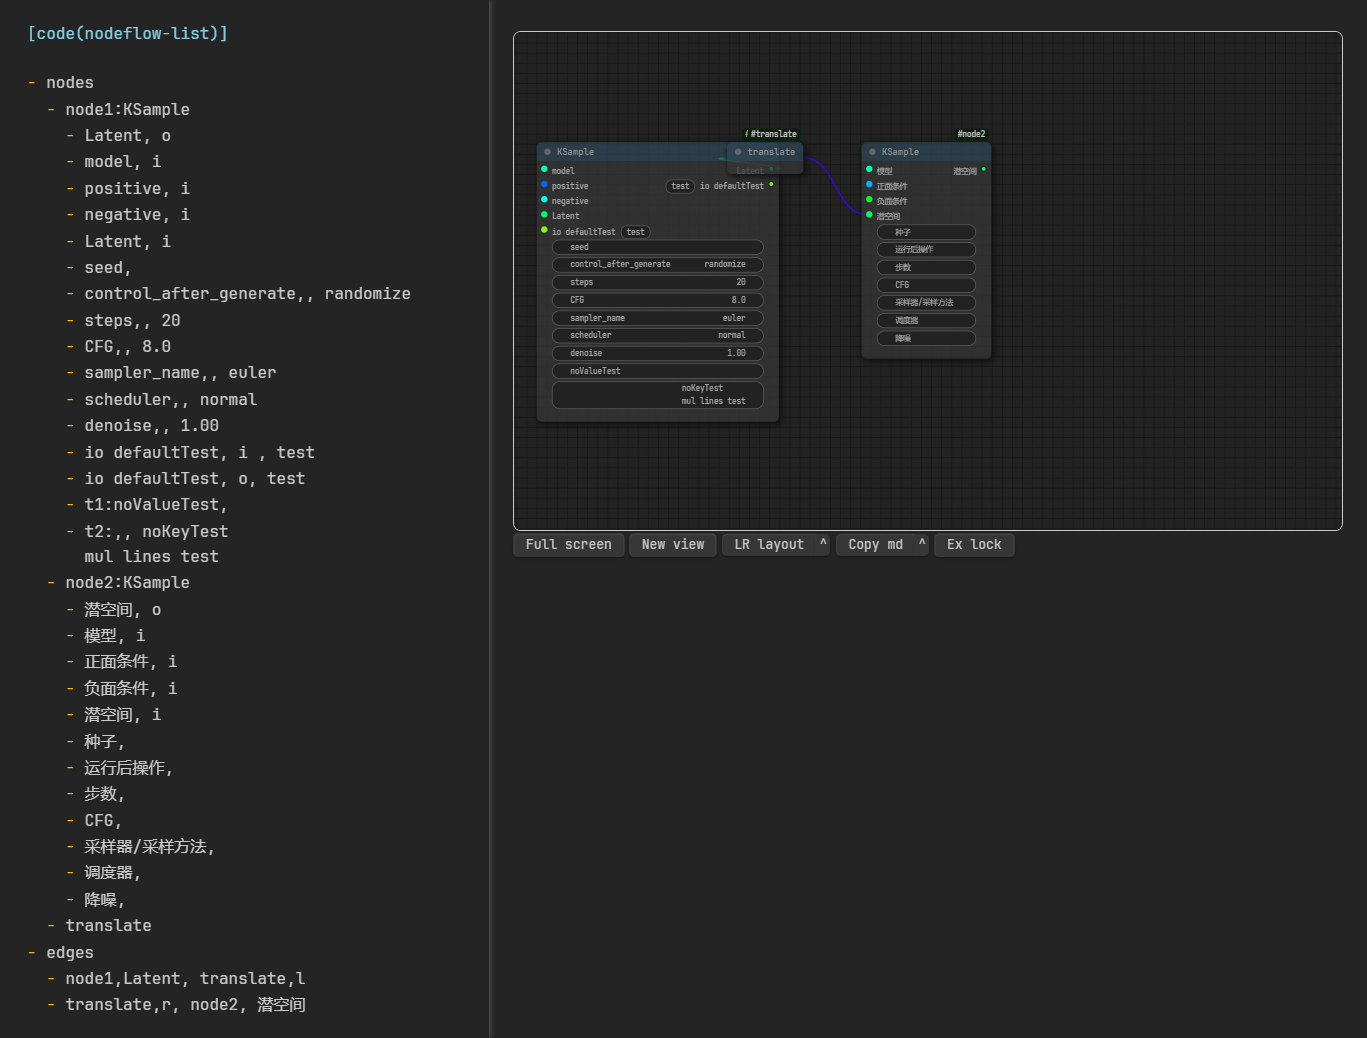 [code(nodeflow-list)]
- nodes
- node1:KSample
- Latent, o
- model, i
- positive, i
- negative, i
- Latent, i
- seed,
- control_after_generate,, randomize
- steps,, 20
- CFG,, 8.0
- sampler_name,, euler
- scheduler,, normal
- denoise,, 1.00
- io defaultTest, i , test
- io defaultTest, o, test
- t1:noValueTest,
- t2:,, noKeyTest
mul lines test
- node2:KSample
- 潜空间, o
- 模型, i
- 正面条件, i
- 负面条件, i
- 潜空间, i
- 种子,
- 运行后操作,
- 步数,
- CFG,
- 采样器/采样方法,
- 调度器,
- 降噪,
- translate
- edges
- node1,Latent, translate,l
- translate,r, node2, 潜空间
#translate
#node2
KSample
translate
KSample
model
Latent
positive
test io defaultTest
negative
Latent
io defaultTest test
seed
control_after_generate randomize
steps 20
CFG 8.0
sampler_name euler
scheduler normal
denoise 1.00
noValueTest
noKeyTest
mul lines test
模型 潜空间
正面条件
负面条件
潜空间
种子
运行后操作
步数
CFG
采样器/采样方法
调度器
降噪
Full screen New view LR layout ^ Copy md ^ Ex lock